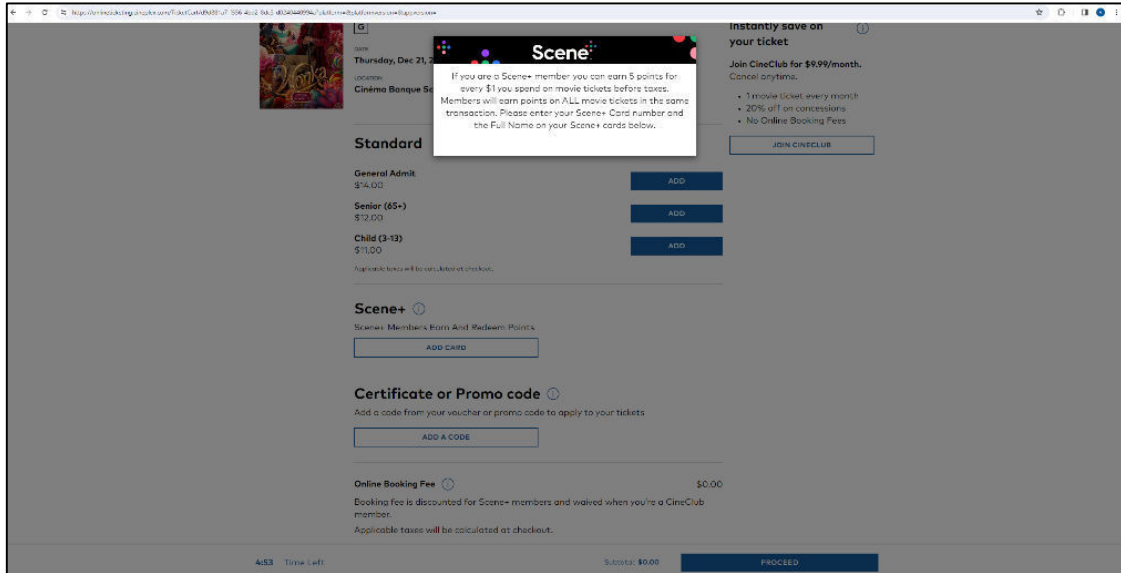 G
DATE
Thursday, Dec 21, 2
LOCATION
Cinéma Banque Sc
Scene+
If you are a Scene+ member you can earn 5 points for
every $1 you spend on movie tickets before taxes.
Members will earn points on ALL movie tickets in the same
transaction. Please enter your Scene+ Card number and
the Full Name on your Scene+ cards below.
Instantly save on
your ticket
Join CineClub for $9.99/month.
Cancel anytime.
• 1 movie ticket every month
• 20% off on concessions
• No Online Booking Fees
JOIN CINECLUB
Standard
General Admit
$14.00
ADD
Senior (65+)
$12.00
ADD
Child (3-13)
$11.00
ADD
Applicable taxes will be calculated at checkout.
Scene+
Scene+ Members Earn And Redeem Points
ADD CARD
Certificate or Promo code
Add a code from your voucher or promo code to apply to your tickets
ADD A CODE
Online Booking Fee
$0.00
Booking fee is discounted for Scene+ members and waived when you're a CineClub
member.
Applicable taxes will be calculated at checkout.
4:53 Time Left
Subtotal $0.00
PROCEED